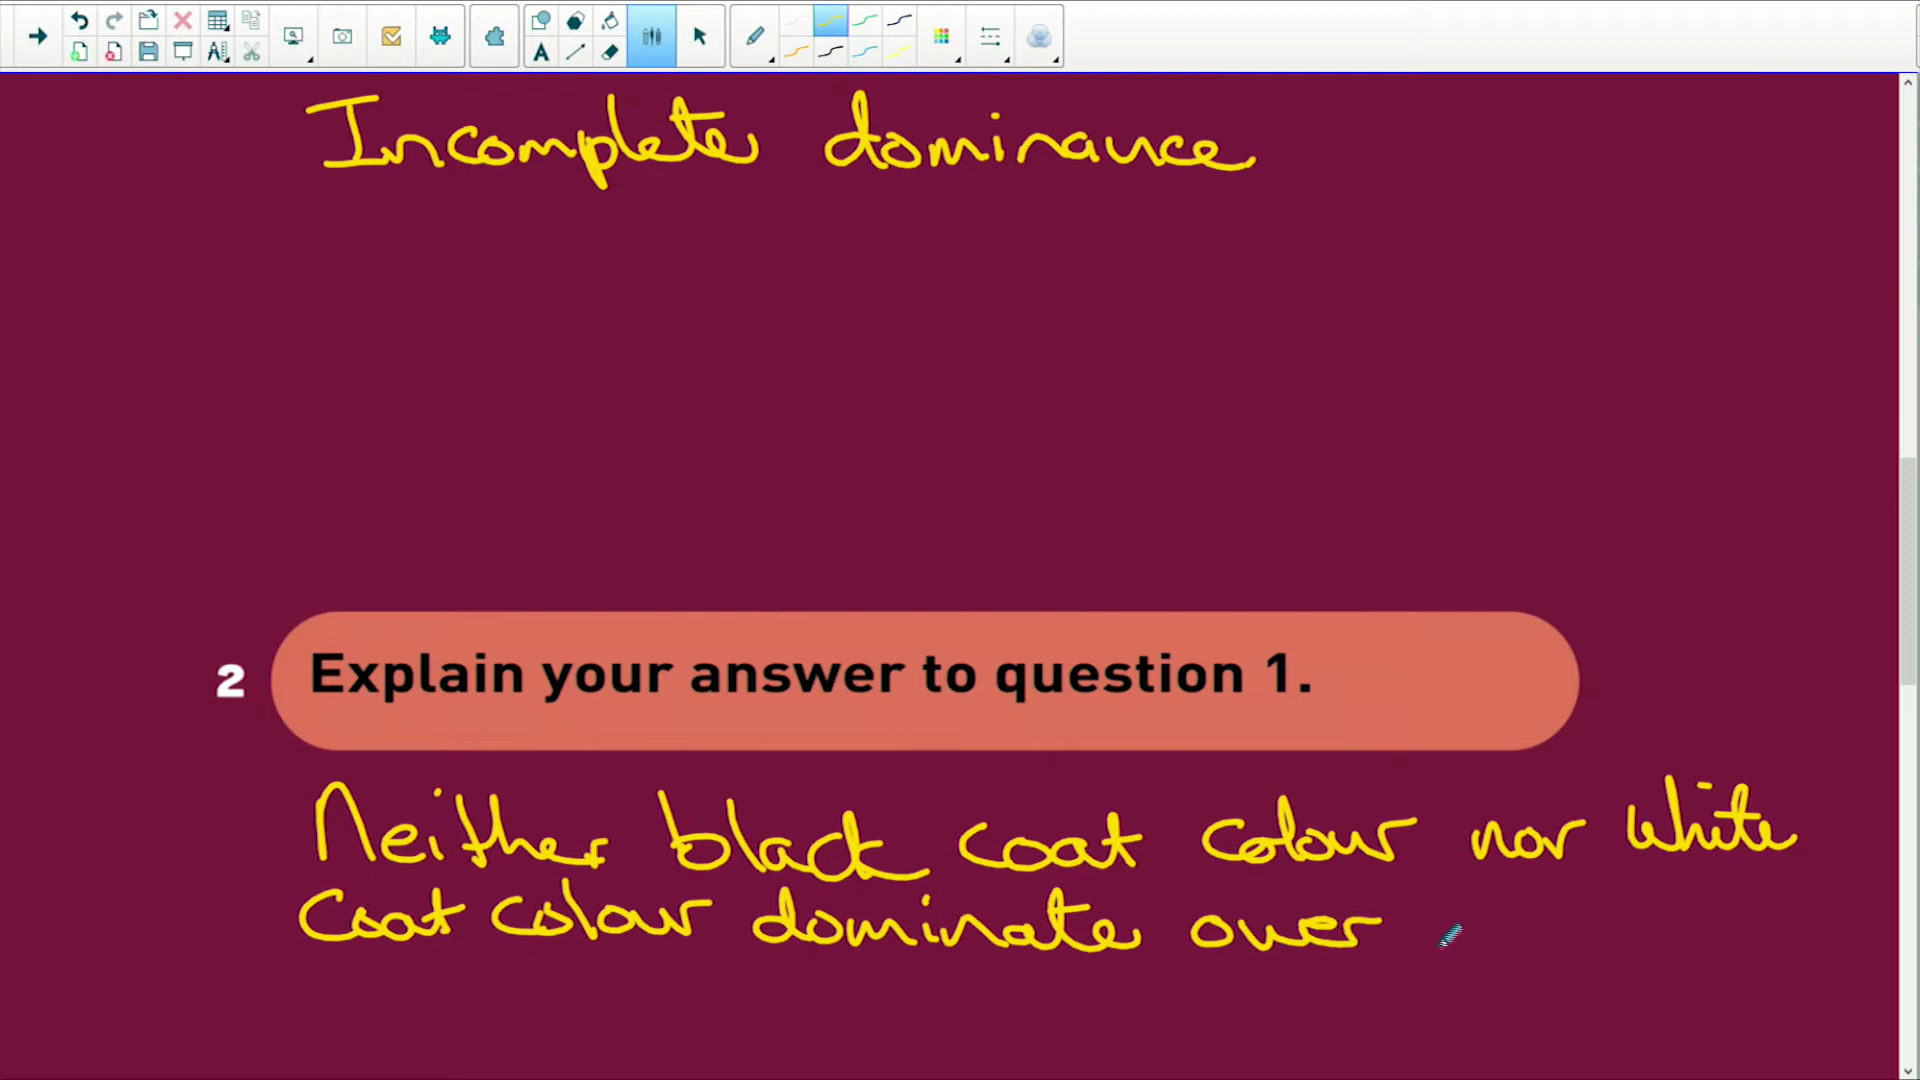 Incomplete dominance
2 Explain your answer to question 1.
Neither black coat colour nor white
coat colour dominate over